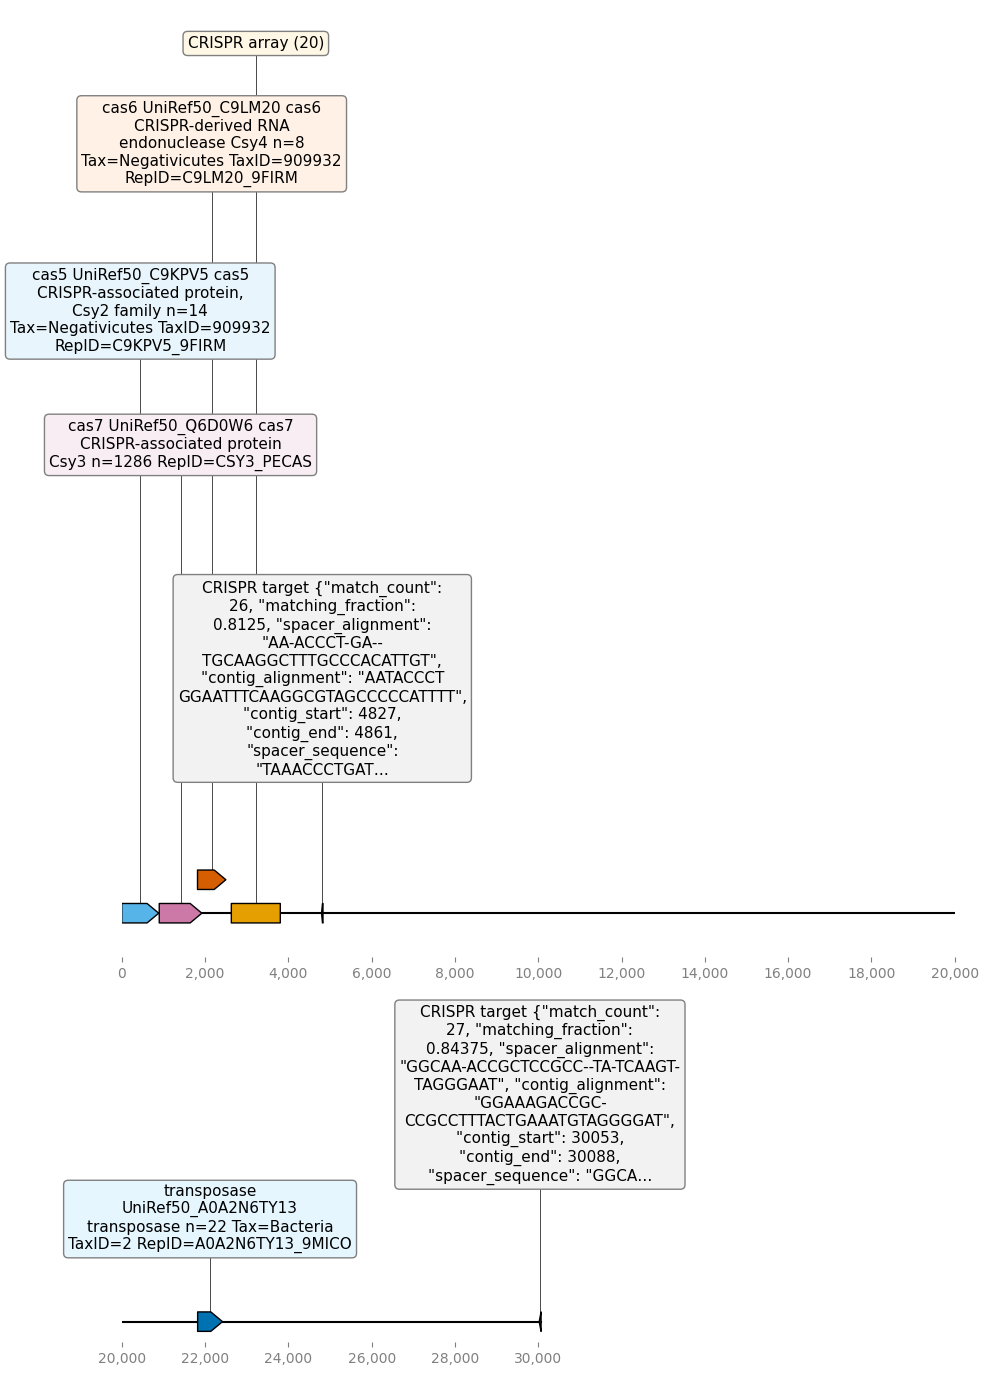 CRISPR array (20)
cas6 UniRef50_C9LM20 cas6
CRISPR-derived RNA
endonuclease Csy4 n=8
Tax=Negativicutes TaxID=909932
RepID=C9LM20_9FIRM
cas5 UniRef50_C9KPV5 cas5
CRISPR-associated protein,
Csy2 family n=14
Tax=Negativicutes TaxID=909932
RepID=C9KPV5_9FIRM
cas7 UniRef50_Q6D0W6 cas7
CRISPR-associated protein
Csy3 n=1286 RepID=CSY3_PECAS
CRISPR target {"match_count":
26, "matching_fraction":
0.8125, "spacer_alignment":
"AA-ACCCT-GA--
TGCAAGGCTTTGCCCACATTGT",
"contig_alignment": "AATACCCT
GGAATTTCAAGGCGTAGCCCCCATTTT",
"contig_start": 4827,
"contig_end": 4861,
"spacer_sequence":
"TAAACCCTGAT...
0 2,000 4,000 6,000 8,000 10,000 12,000 14,000 16,000 18,000 20,000
CRISPR target {"match_count":
27, "matching_fraction":
0.84375, "spacer_alignment":
"GGCAA-ACCGCTCCGCC--TA-TCAAGT-
TAGGGAAT", "contig_alignment":
"GGAAAGACCGC-
CCGCCTTTACTGAAATGTAGGGGAT",
"contig_start": 30053,
"contig_end": 30088,
"spacer_sequence": "GGCA...
transposase
UniRef50_A0A2N6TY13
transposase n=22 Tax=Bacteria
TaxID=2 RepID=A0A2N6TY13_9MICO
20,000 22,000 24,000 26,000 28,000 30,000